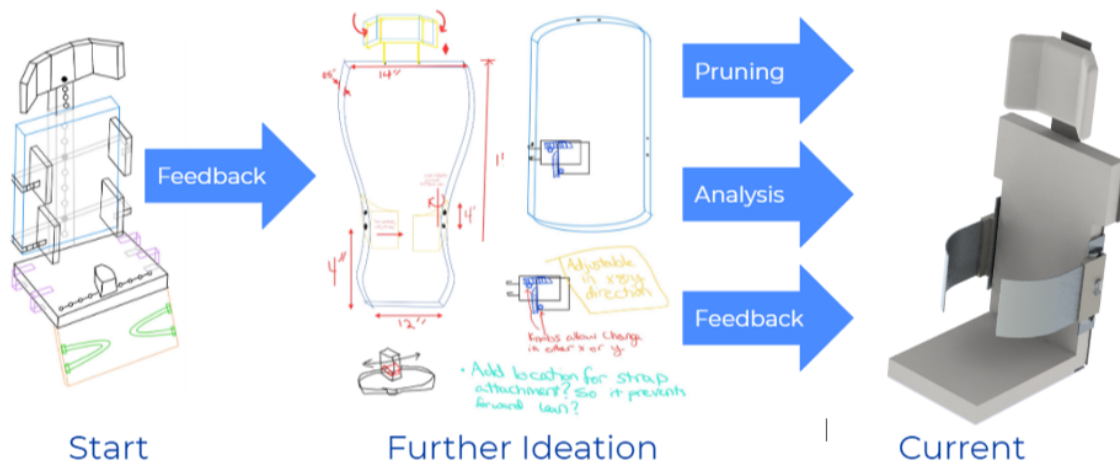 Feedback
.5"
14"
1'
4'
4"
12"
Adjustable
in x & y
direction
Knobs allow change
in either x or y.
• Add location for strap
attachment? So it prevents
forward lean?
Pruning
Analysis
Feedback
Start
Further Ideation
Current